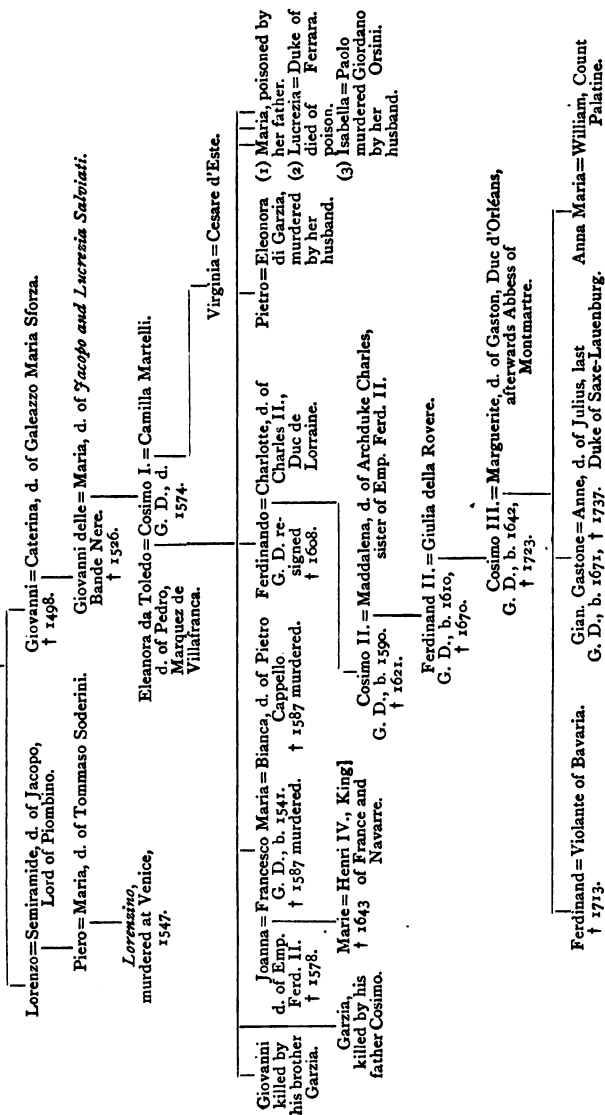 Lorenzo=Semiramide, d. of Jacopo,
Lord of Piombino.
Giovanni=Caterina, d. of Galeazzo Maria Sforza.
† 1498.
Piero=Maria, d. of Tommaso Soderini.
Giovanni delle=Maria, d. of Jacopo and Lucrezia Salviati.
Bande Nere.
† 1526.
Lorenzino,
murdered at Venice,
1547.
Eleanora da Toledo=Cosimo I.=Camilla Martelli.
d. of Pedro,
Marquez de
Villafranca.
G. D., d.
1574.
Virginia=Cesare d'Este.
Giovanni
killed by
his brother
Garzia.
Garzia,
killed by his
father Cosimo.
Joanna=Francesco Maria=Bianca, d. of Pietro
d. of Emp.
Ferd. II.
† 1578.
G. D., b. 1541.
† 1587 murdered.
Cappello
† 1587 murdered.
Marie=Henri IV., King]
† 1643 of France and
Navarre.
Ferdinando=Charlotte, d. of
G. D. re-
signed
† 1608.
Charles II.,
Duc de
Lorraine.
Pietro=Eleonora
di Garzia,
murdered
by her
husband.
(1) Maria, poisoned by
her father.
(2) Lucrezia=Duke of
died of Ferrara.
poison.
(3) Isabella=Paolo
murdered Giordano
by her Orsini.
husband.
Cosimo II.=Maddalena, d. of Archduke Charles,
G. D., b. 1590.
† 1621.
sister of Emp. Ferd. II.
Ferdinand II.=Giulia della Rovere.
G. D., b. 1610,
† 1670.
Cosimo III.=Marguerite, d. of Gaston, Duc d'Orléans,
G. D., b. 1642,
† 1723.
afterwards Abbess of
Montmartre.
Ferdinand=Violante of Bavaria.
† 1713.
Gian. Gastone=Anne, d. of Julius, last
G. D., b. 1671, † 1737. Duke of Saxe-Lauenburg.
Anna Maria=William, Count
Palatine.